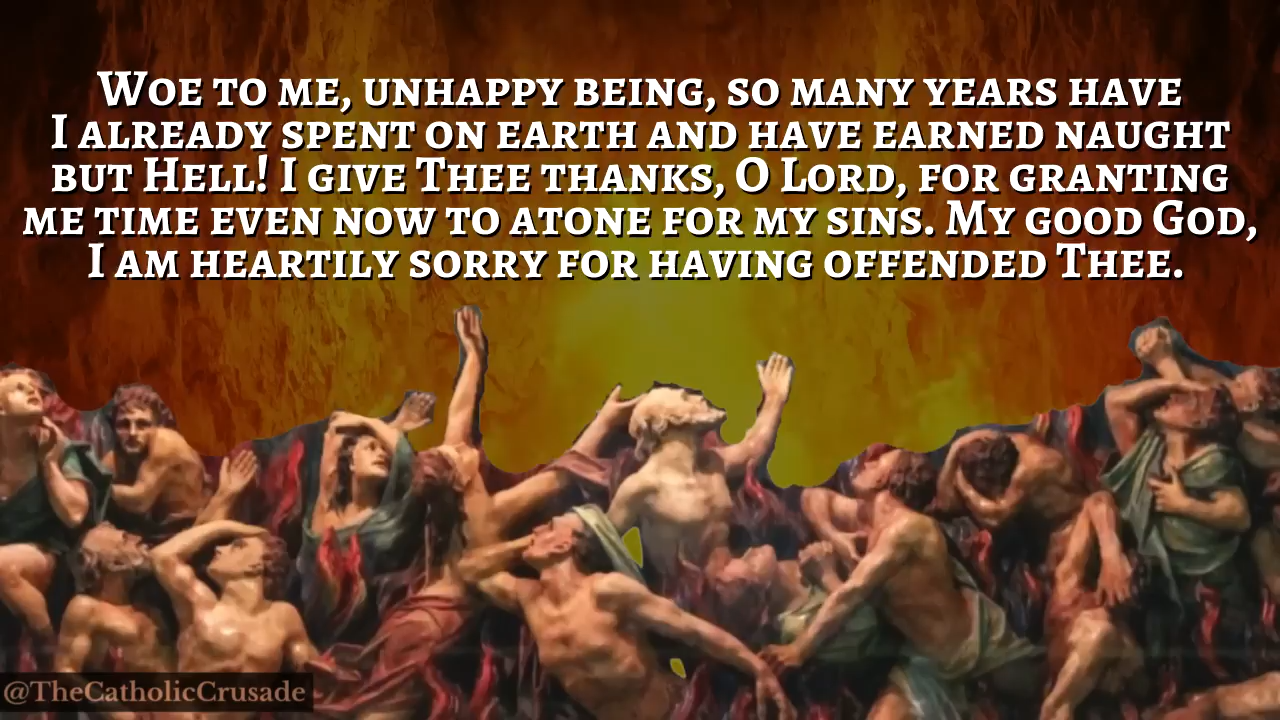 Woe to me, unhappy being, so many years have
I already spent on earth and have earned naught
but Hell! I give Thee thanks, O Lord, for granting
me time even now to atone for my sins. My good God,
I am heartily sorry for having offended Thee.
@TheCatholicCrusade